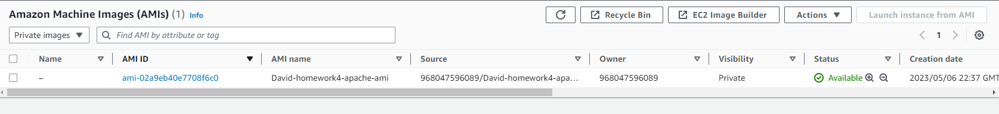 Amazon Machine Images (AMIs) (1) Info
Recycle Bin
EC2 Image Builder
Actions
Launch instance from AMI
Private images
Find AMI by attribute or tag
1
Name AMI ID AMI name Source Owner Visibility Status Creation date
– ami-02a9eb40e7708f6c0 David-homework4-apache-ami 968047596089/David-homework4-apa... 968047596089 Private Available 2023/05/06 22:37 GMT